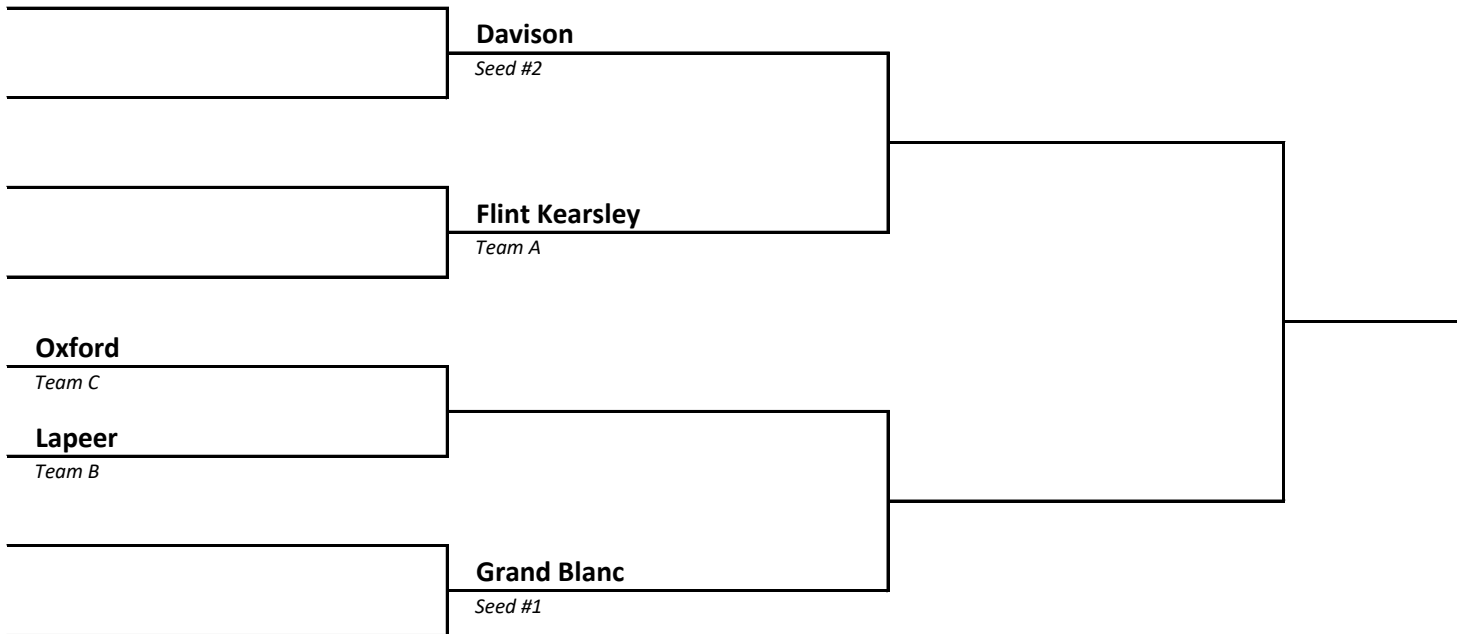 Davison
Seed #2
Flint Kearsley
Team A
Oxford
Team C
Lapeer
Team B
Grand Blanc
Seed #1